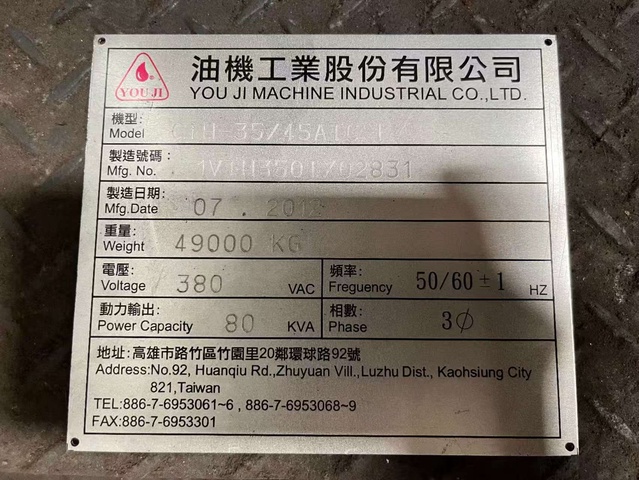 YOU JI
油機工業股份有限公司
YOU JI MACHINE INDUSTRIAL CO.,LTD.
機型:
Model
製造號碼:
Mfg. No.
製造日期:
Mfg.Date 07 .
重量:
Weight 49000 KG
電壓:
Voltage 380 VAC
頻率:
Freguency 50/60±1 HZ
動力輸出:
Power Capacity 80 KVA
相數:
Phase 3∅
地址:高雄市路竹區竹園里20鄰環球路92號
Address:No.92, Huanqiu Rd.,Zhuyuan Vill.,Luzhu Dist., Kaohsiung City
821,Taiwan
TEL:886-7-6953061~6 , 886-7-6953068~9
FAX:886-7-6953301